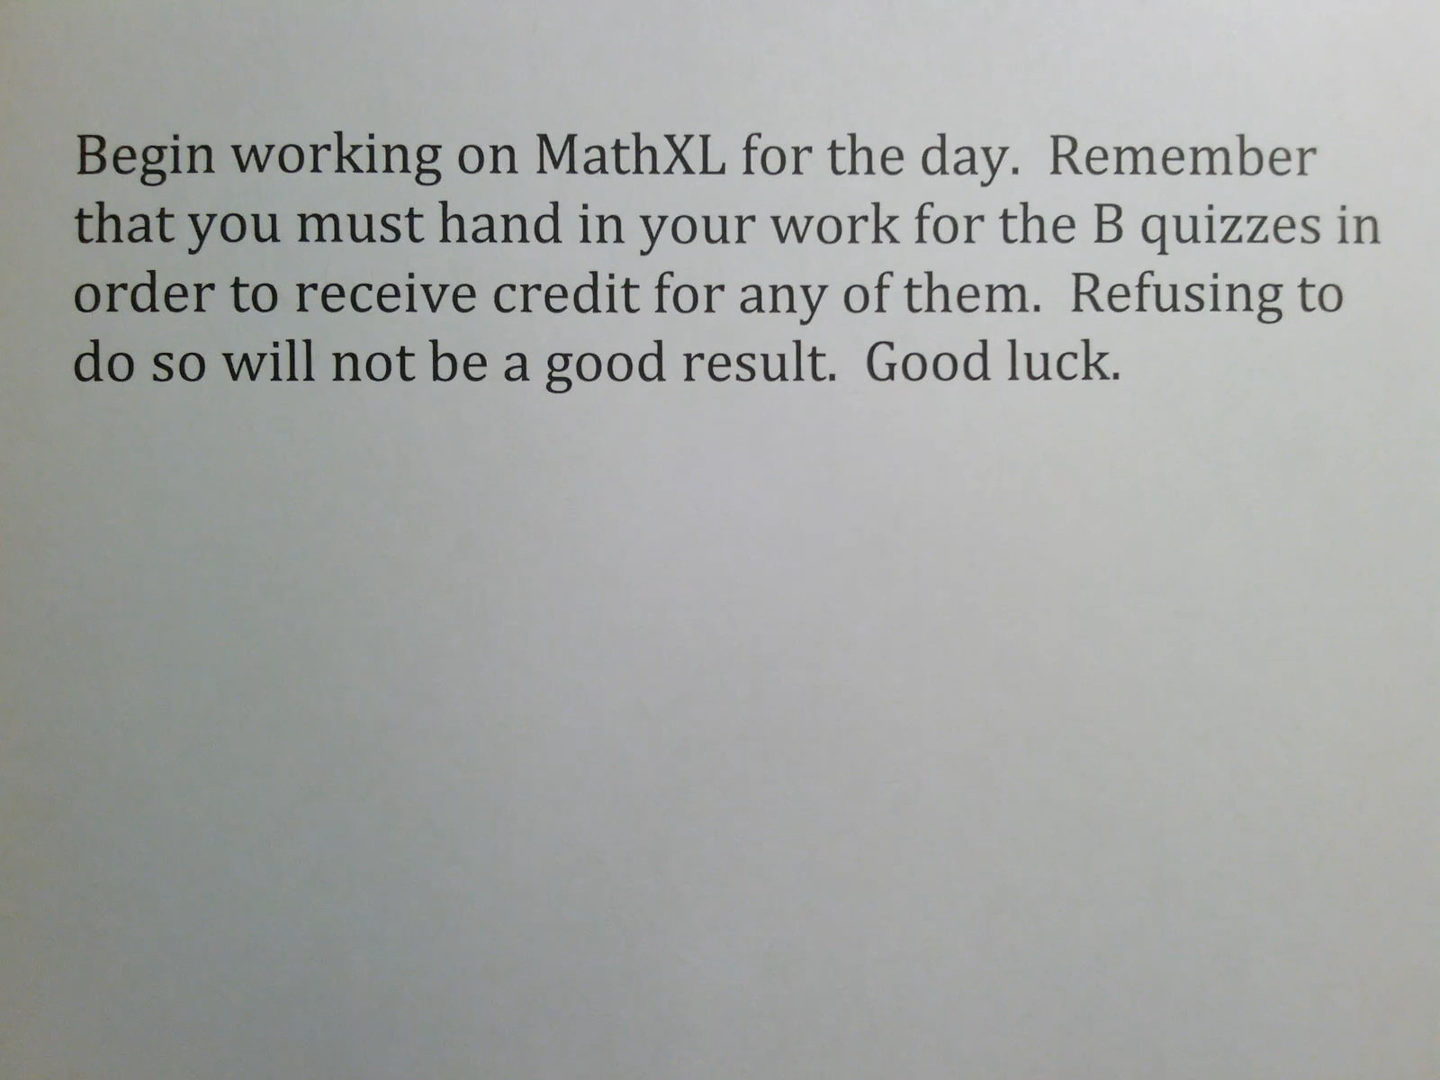 Begin working on MathXL for the day.  Remember
that you must hand in your work for the B quizzes in
order to receive credit for any of them.  Refusing to
do so will not be a good result.  Good luck.